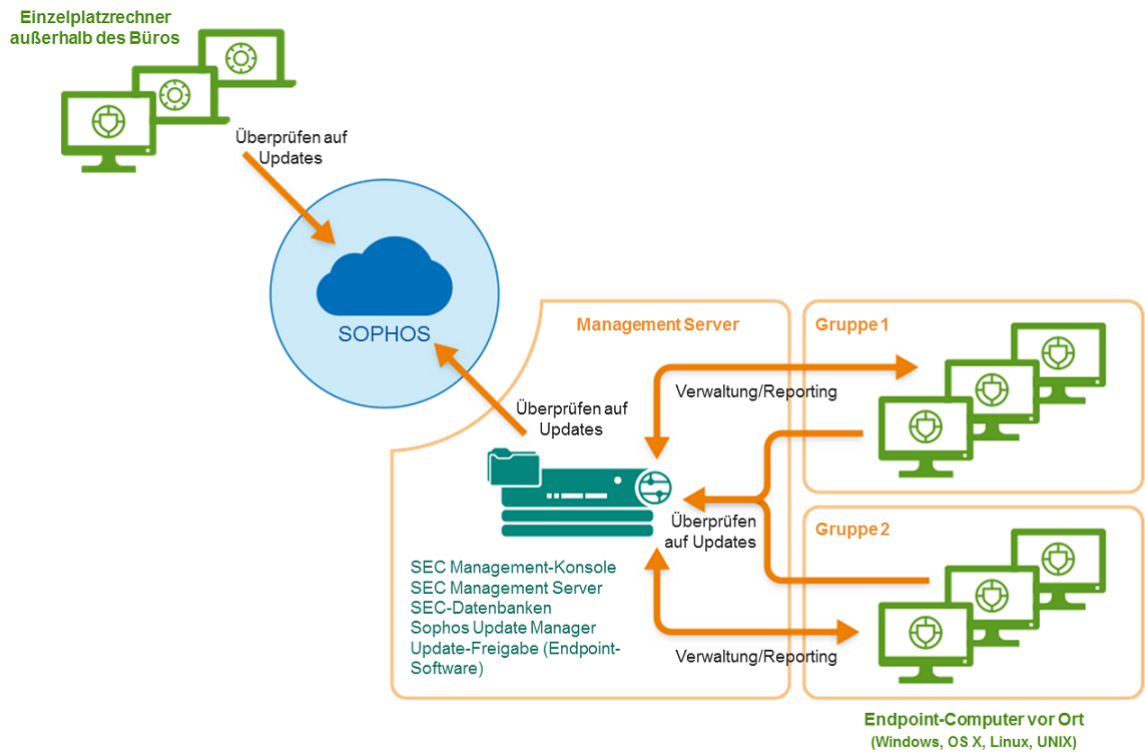 Einzelplatzrechner
außerhalb des Büros
Überprüfen auf
Updates
SOPHOS
Management Server
Gruppe 1
Verwaltung/Reporting
Überprüfen auf
Updates
Überprüfen
auf Updates
Gruppe 2
SEC Management-Konsole
SEC Management Server
SEC-Datenbanken
Sophos Update Manager
Update-Freigabe (Endpoint-
Software)
Verwaltung/Reporting
Endpoint-Computer vor Ort
(Windows, OS X, Linux, UNIX)